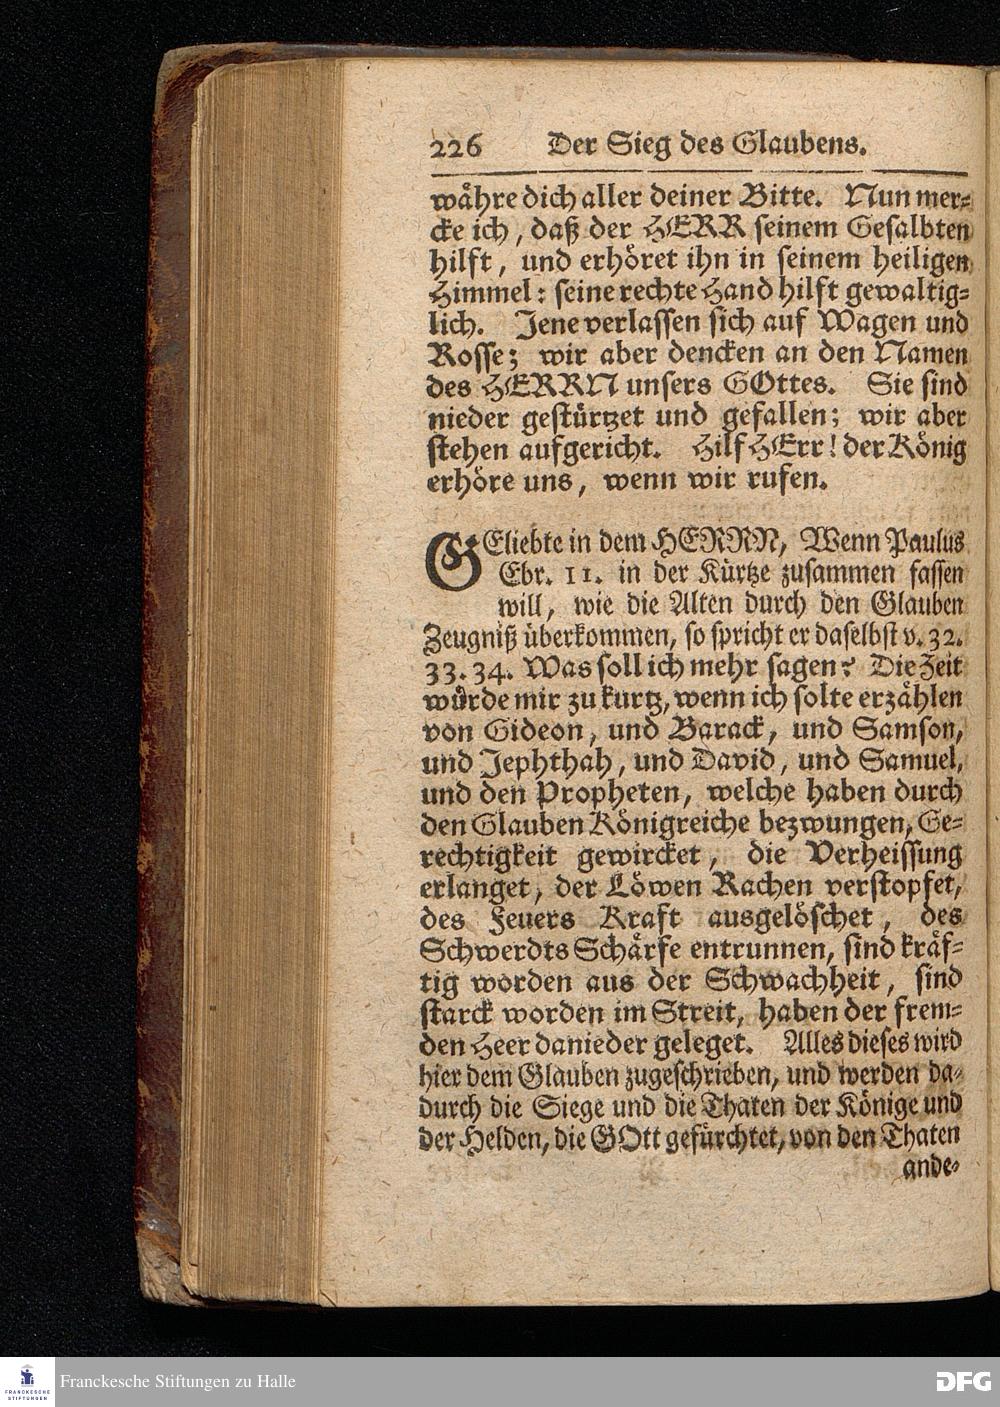 226 Der Sieg des Glaubens.
währe dich aller deiner Bitte. Nun mer-
cke ich, daß der HERR seinem Gesalbten
hilft, und erhöret ihn in seinem heiligen
Himmel: seine rechte Hand hilft gewaltig-
lich. Jene verlassen sich auf Wagen und
Rosse; wir aber dencken an den Namen
des HERRN unsers GOttes. Sie sind
nieder gestürtzet und gefallen; wir aber
stehen aufgericht. Hilf HErr! der König
erhöre uns, wenn wir rufen.
GEliebte in dem HERRN, Wenn Paulus
Ebr. 11. in der Kürtze zusammen fassen
will, wie die Alten durch den Glauben
Zeugniß überkommen, so spricht er daselbst v. 32.
33. 34. Was soll ich mehr sagen? Die Zeit
würde mir zu kurtz, wenn ich solte erzählen
von Gideon, und Barack, und Samson,
und Jephthah, und David, und Samuel,
und den Propheten, welche haben durch
den Glauben Königreiche bezwungen, Ge-
rechtigkeit gewircket, die Verheissung
erlanget, der Löwen Rachen verstopfet,
des Feuers Kraft ausgelöschet, des
Schwerdts Schärfe entrunnen, sind kräf-
tig worden aus der Schwachheit, sind
starck worden im Streit, haben der frem-
den Heer danieder geleget. Alles dieses wird
hier dem Glauben zugeschrieben, und werden da-
durch die Siege und die Thaten der Könige und
der Helden, die GOtt gefürchtet, von den Thaten
ande-
FRANCKESCHE
STIFTUNGEN
Franckesche Stiftungen zu Halle
DFG